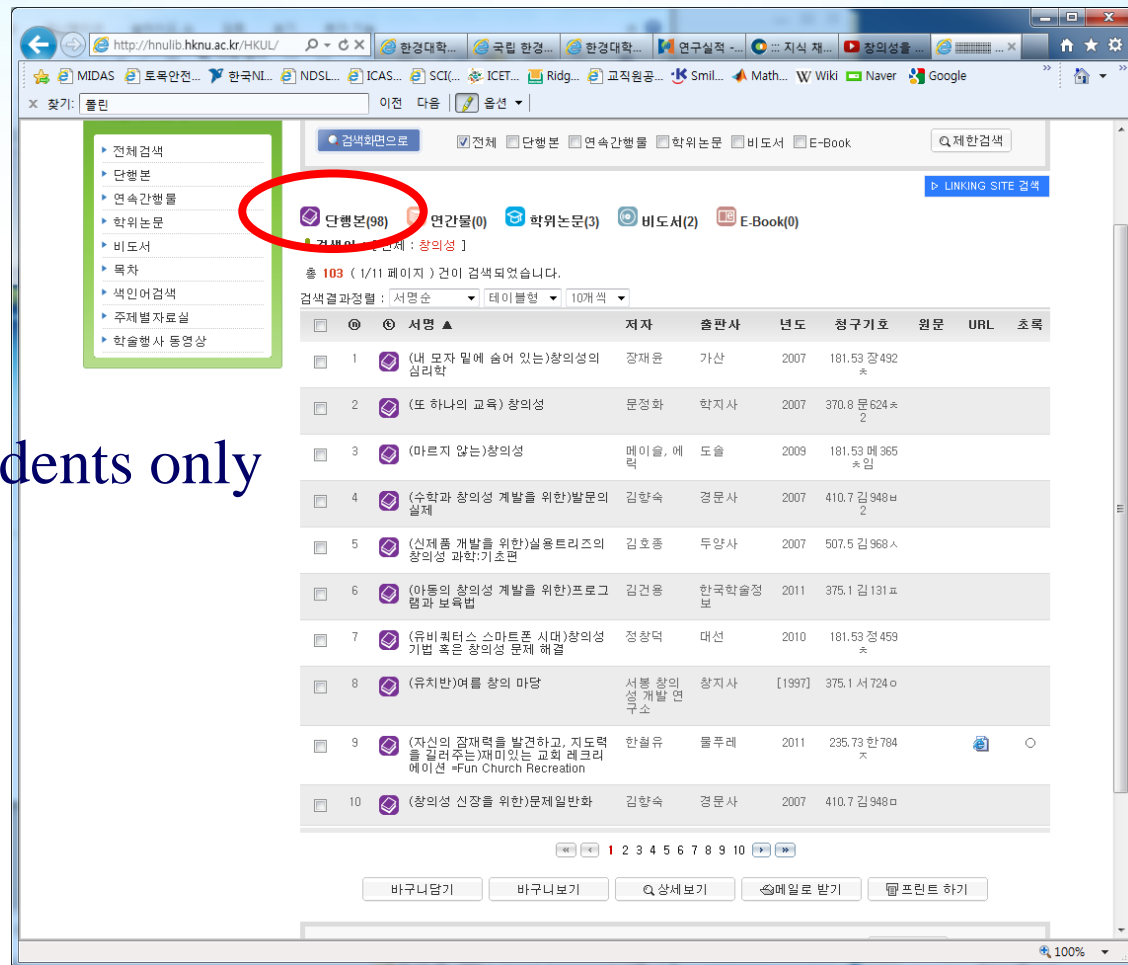 http://hnulib.hknu.ac.kr/HKUL/
한경대학... 국립 한경... 한경대학... 연구실적 -... ::: 지식 채... 창의성을 ...
MIDAS 토목안전... 한국NI... NDSL... ICAS... SCI(... ICET... Ridg... 교직원공... Smil... Math... Wiki Naver Google
x 찾기: 폴린 이전 다음 옵션
전체검색
단행본
연속간행물
학위논문
비도서
목차
색인어검색
주제별자료실
학술행사 동영상
검색화면으로 전체 단행본 연속간행물 학위논문 비도서 E-Book 제한검색
LINKING SITE 검색
단행본(98) 연간물(0) 학위논문(3) 비도서(2) E-Book(0)
[ 전체 : 창의성 ]
총 103 ( 1/11 페이지 ) 건이 검색되었습니다.
검색결과정렬 : 서명순 테이블형 10개 씩
ⓝ ⓣ 서명 ▲ 저자 출판사 년도 청구기호 원문 URL 초록
1 (내 모자 밑에 숨어 있는)창의성의 심리학 장재윤 가산 2007 181.53 장492ㅊ
2 (또 하나의 교육) 창의성 문정화 학지사 2007 370.8 문624ㅊ2
3 (마르지 않는)창의성 메이슬, 에릭 도솔 2009 181.53 메365ㅊ임
4 (수학과 창의성 계발을 위한)발문의 실제 김향숙 경문사 2007 410.7 김948ㅂ2
5 (신제품 개발을 위한)실용트리즈의 창의성 과학:기초편 김호종 두양사 2007 507.5 김968ㅅ
6 (아동의 창의성 계발을 위한)프로그램과 보육법 김건용 한국학술정보 2011 375.1 김131ㅍ
7 (유비쿼터스 스마트폰 시대)창의성 기법 혹은 창의성 문제 해결 정창덕 대선 2010 181.53 정459ㅊ
8 (유치반)여름 창의 마당 서봉 창의성 개발 연구소 창지사 [1997] 375.1 서724ㅇ
9 (자신의 잠재력을 발견하고, 지도력을 길러주는)재미있는 교회 레크리에이션 =Fun Church Recreation 한철유 물푸레 2011 235.73 한784ㅈ
10 (창의성 신장을 위한)문제일반화 김향숙 경문사 2007 410.7 김948ㅁ
1 2 3 4 5 6 7 8 9 10
바구니담기 바구니보기 상세보기 메일로 받기 프린트 하기
100%
dents only